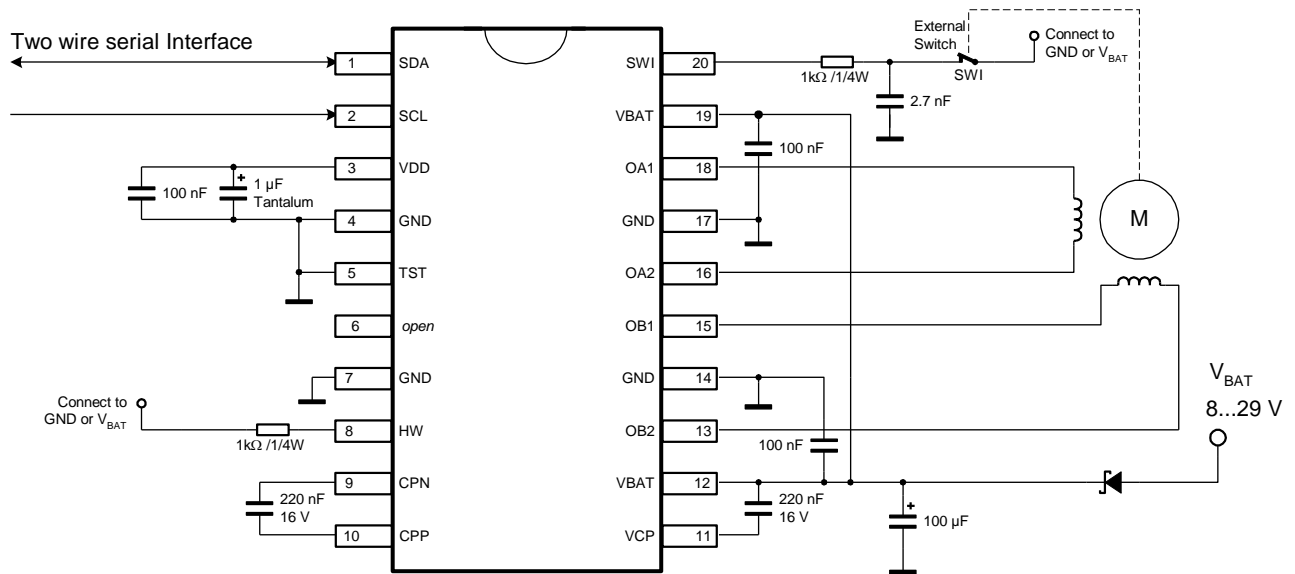 Two wire serial Interface
1 SDA
2 SCL
3 VDD
4 GND
5 TST
6 open
7 GND
8 HW
9 CPN
10 CPP
100 nF
1 µF
Tantalum
Connect to
GND or VBAT
1kΩ /1/4W
220 nF
16 V
SWI 20
VBAT 19
OA1 18
GND 17
OA2 16
OB1 15
GND 14
OB2 13
VBAT 12
VCP 11
1kΩ /1/4W
External
Switch
SWI
Connect to
GND or VBAT
2.7 nF
100 nF
M
100 nF
220 nF
16 V
100 µF
VBAT
8...29 V
+
+